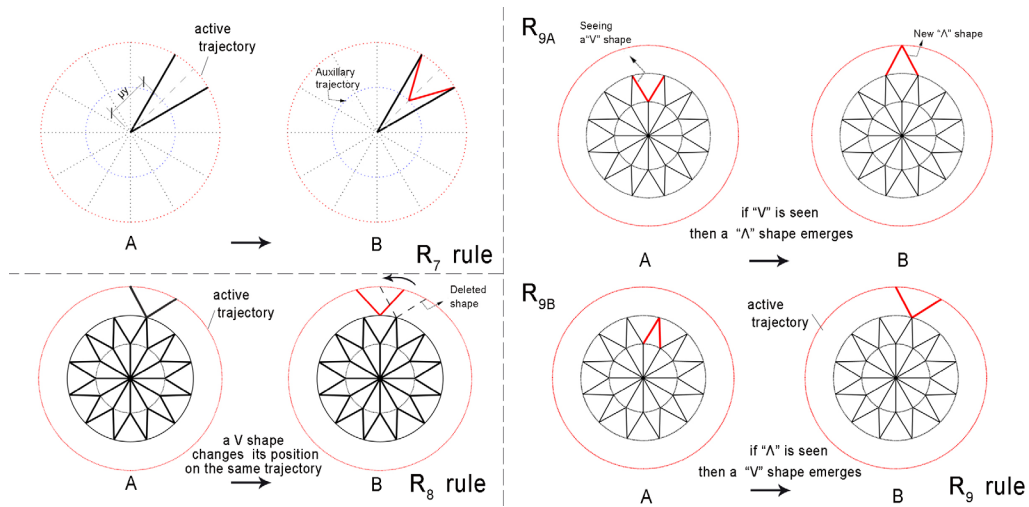 active
trajectory
μy
A
Auxillary
trajectory
B
R7 rule
R9A
Seeing
a"V" shape
New "Λ" shape
if "V" is seen
then a "Λ" shape emerges
A
B
active
trajectory
Deleted
shape
a V shape
changes its position
on the same trajectory
A
B
R8 rule
R9B
active
trajectory
if "Λ" is seen
then a "V" shape emerges
A
B
R9 rule